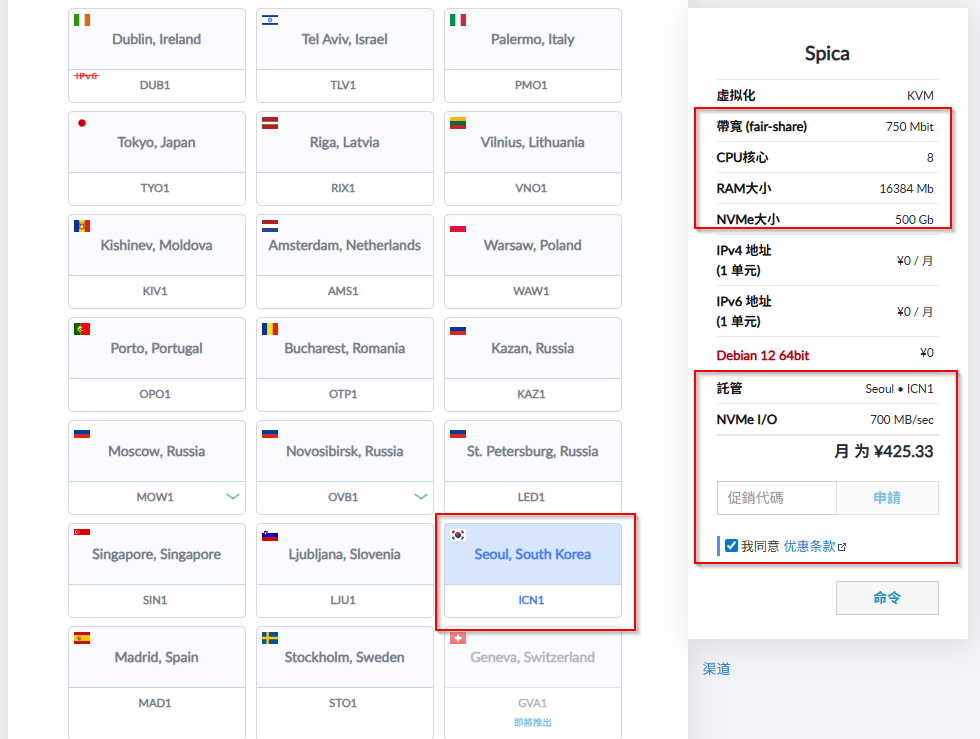 Dublin, Ireland
IPv6
DUB1
Tel Aviv, Israel
TLV1
Palermo, Italy
PMO1
Tokyo, Japan
TYO1
Riga, Latvia
RIX1
Vilnius, Lithuania
VNO1
Kishinev, Moldova
KIV1
Amsterdam, Netherlands
AMS1
Warsaw, Poland
WAW1
Porto, Portugal
OPO1
Bucharest, Romania
OTP1
Kazan, Russia
KAZ1
Moscow, Russia
MOW1
Novosibirsk, Russia
OVB1
St. Petersburg, Russia
LED1
Singapore, Singapore
SIN1
Ljubljana, Slovenia
LJU1
Seoul, South Korea
ICN1
Madrid, Spain
MAD1
Stockholm, Sweden
STO1
Geneva, Switzerland
GVA1
即將推出
Spica
虚拟化 KVM
帶寬 (fair-share) 750 Mbit
CPU核心 8
RAM大小 16384 Mb
NVMe大小 500 Gb
IPv4 地址
(1 单元) ¥0 / 月
IPv6 地址
(1 单元) ¥0 / 月
Debian 12 64bit ¥0
託管 Seoul • ICN1
NVMe I/O 700 MB/sec
月 为 ¥425.33
促銷代碼 申請
我同意 优惠条款
命令
渠道